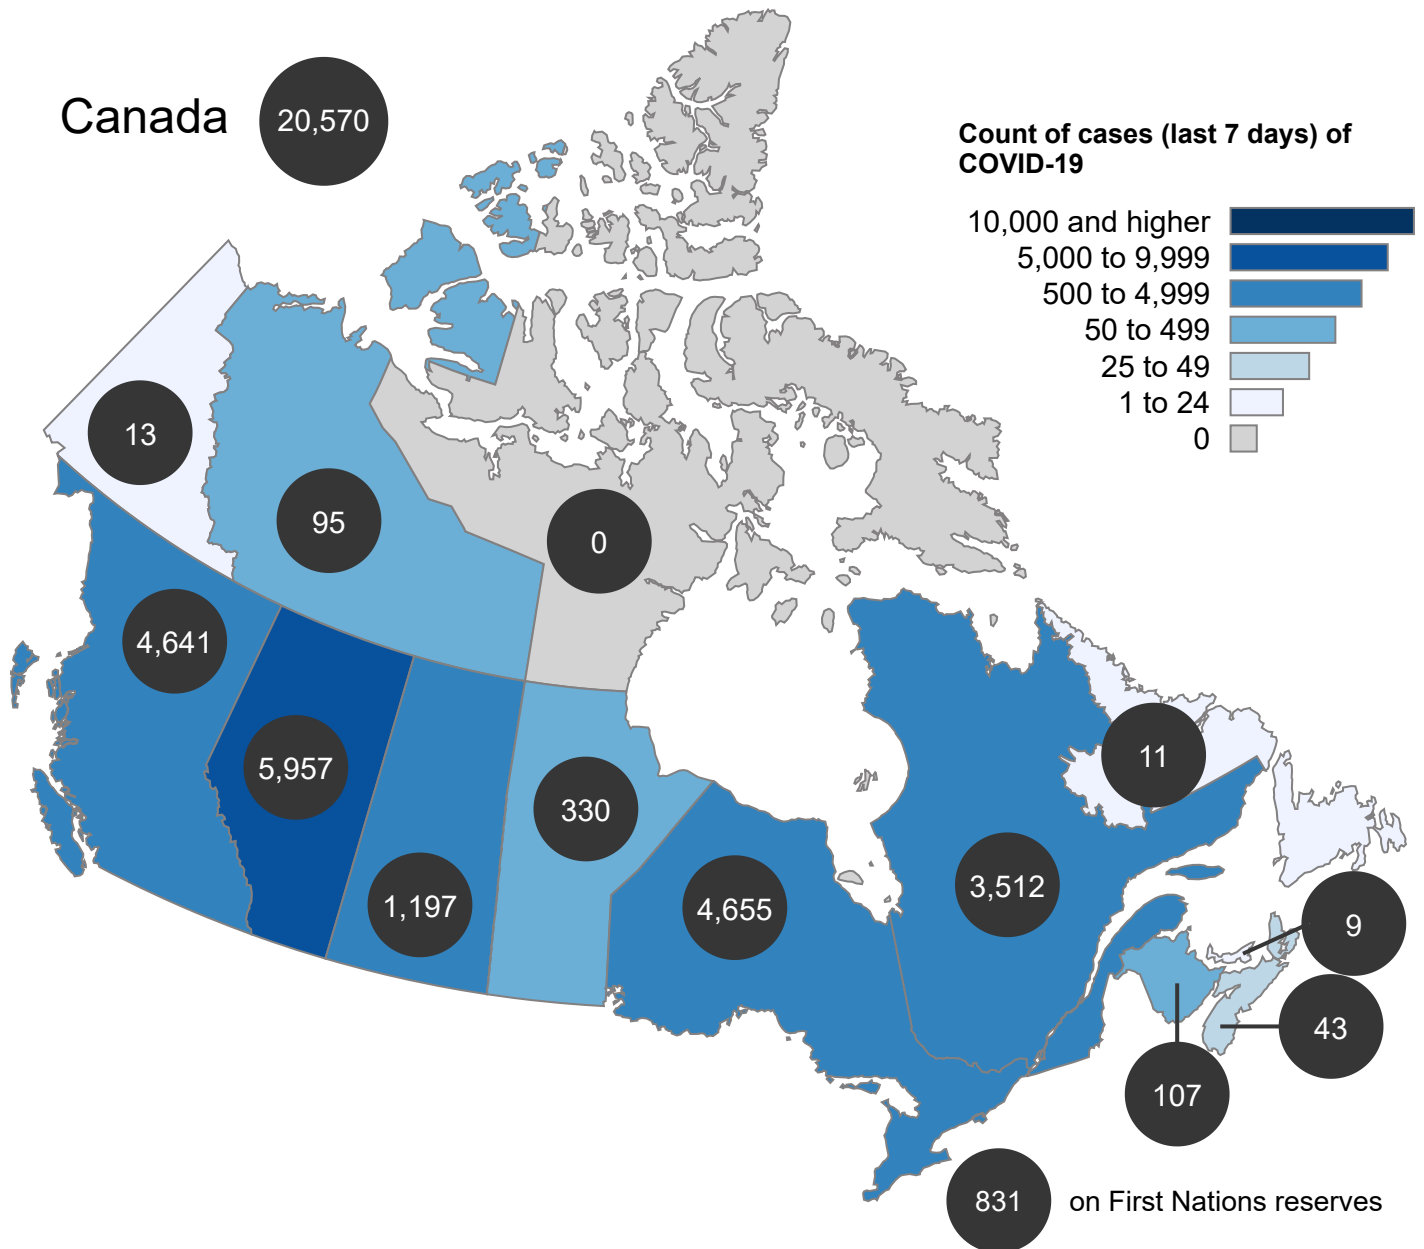 Canada
20,570
Count of cases (last 7 days) of
COVID-19
10,000 and higher
5,000 to 9,999
500 to 4,999
50 to 499
25 to 49
1 to 24
0
13
95
0
4,641
5,957
1,197
330
4,655
3,512
11
9
43
107
831
on First Nations reserves